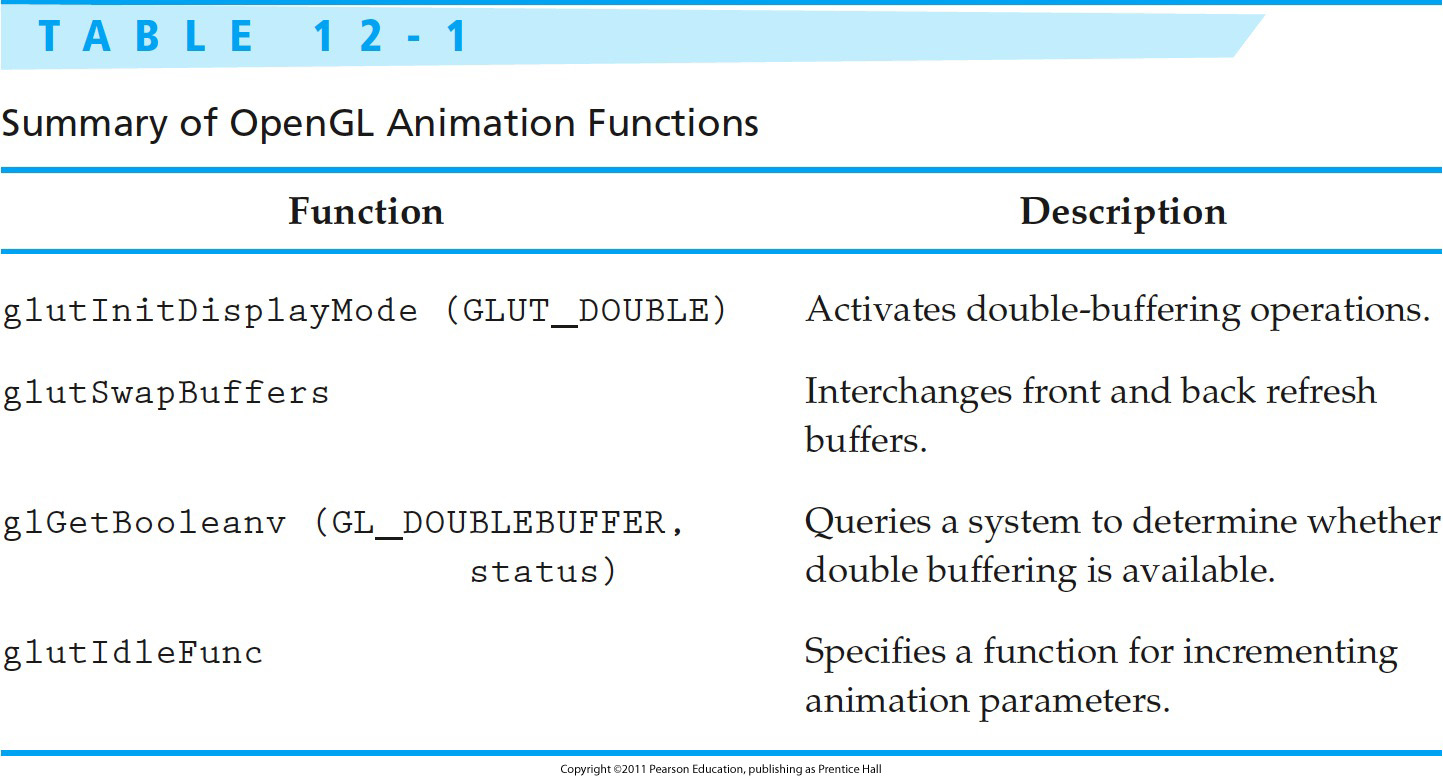 TABLE 12-1
Summary of OpenGL Animation Functions
Function Description
glutInitDisplayMode (GLUT_DOUBLE) Activates double-buffering operations.
glutSwapBuffers Interchanges front and back refresh
buffers.
glGetBooleanv (GL_DOUBLEBUFFER, Queries a system to determine whether
status) double buffering is available.
glutIdleFunc Specifies a function for incrementing
animation parameters.
Copyright ©2011 Pearson Education, publishing as Prentice Hall